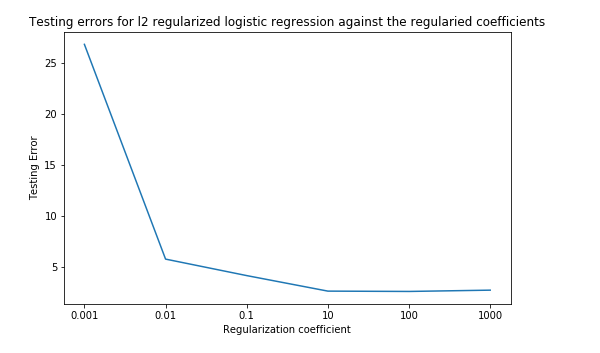 Testing errors for l2 regularized logistic regression against the regularied coefficients
25
20
15
10
5
Testing Error
0.001 0.01 0.1 10 100 1000
Regularization coefficient